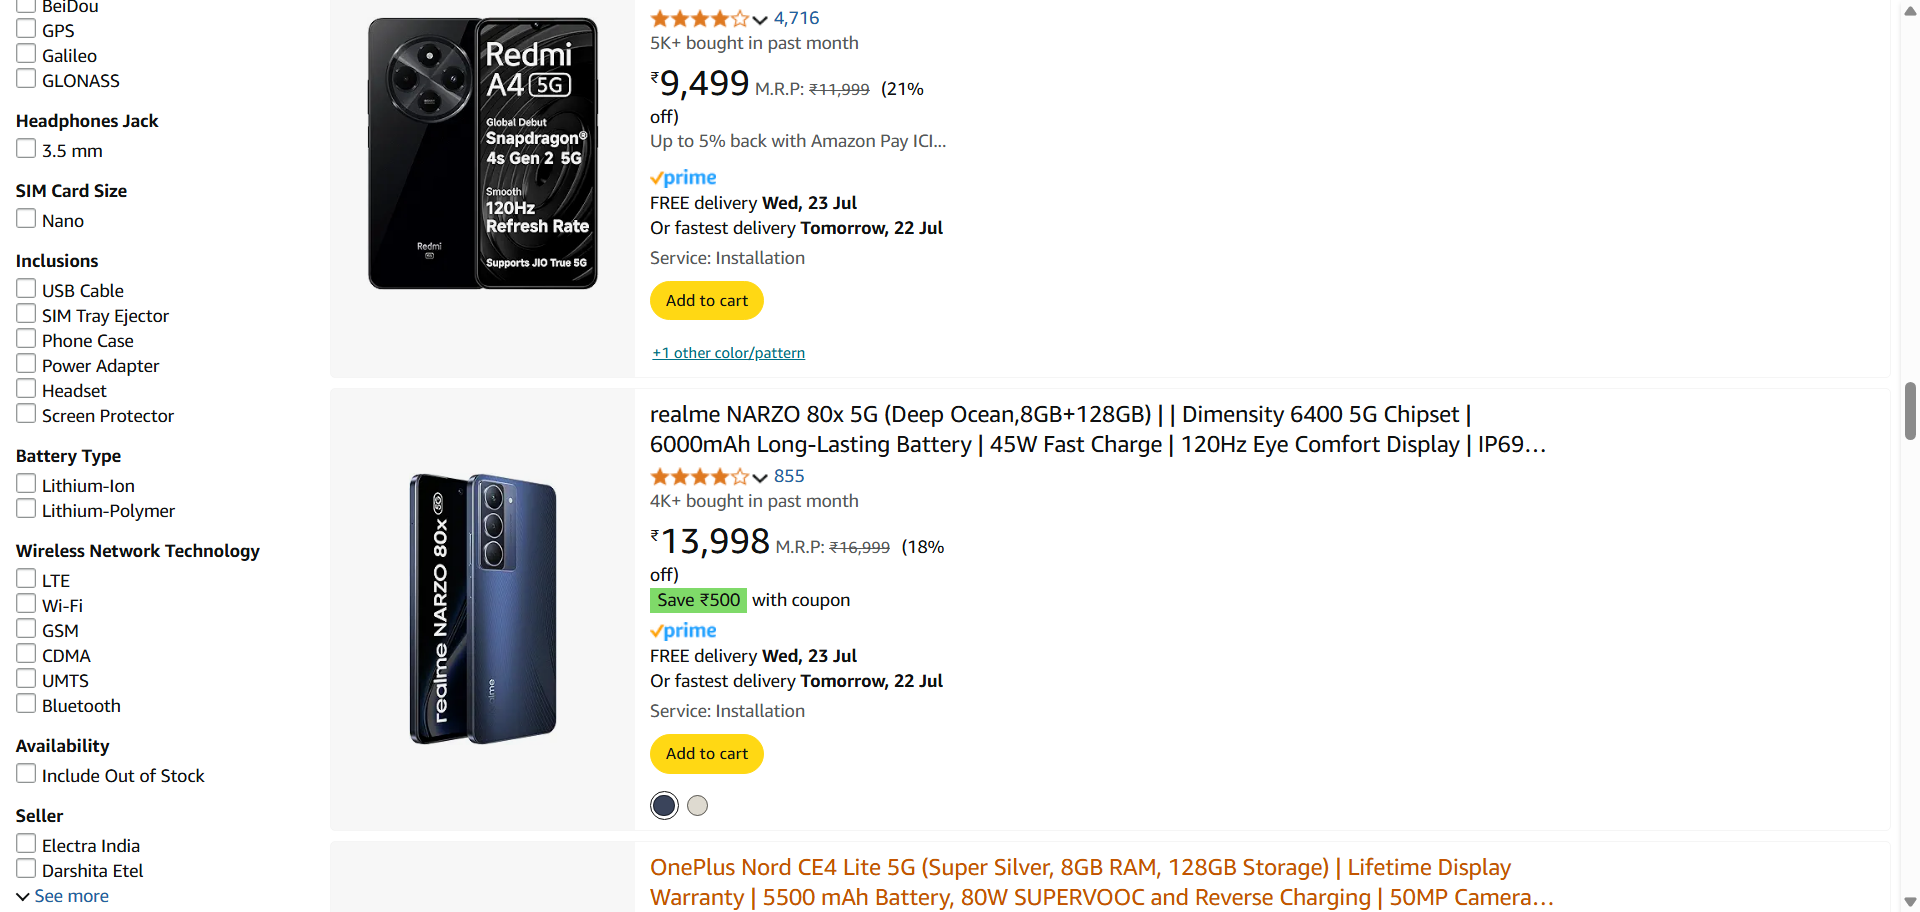 BeiDou
GPS
Galileo
GLONASS
Headphones Jack
3.5 mm
SIM Card Size
Nano
Inclusions
USB Cable
SIM Tray Ejector
Phone Case
Power Adapter
Headset
Screen Protector
Battery Type
Lithium-Ion
Lithium-Polymer
Wireless Network Technology
LTE
Wi-Fi
GSM
CDMA
UMTS
Bluetooth
Availability
Include Out of Stock
Seller
Electra India
Darshita Etel
See more
Redmi
A4 5G
Global Debut
Snapdragon®
4s Gen 2 5G
Smooth
120Hz
Refresh Rate
Supports JIO True 5G
Redmi
4,716
5K+ bought in past month
₹9,499 M.R.P: ₹11,999 (21%
off)
Up to 5% back with Amazon Pay ICI...
prime
FREE delivery Wed, 23 Jul
Or fastest delivery Tomorrow, 22 Jul
Service: Installation
Add to cart
+1 other color/pattern
realme NARZO 80x 5G
realme
realme NARZO 80x 5G (Deep Ocean,8GB+128GB) | | Dimensity 6400 5G Chipset |
6000mAh Long-Lasting Battery | 45W Fast Charge | 120Hz Eye Comfort Display | IP69...
855
4K+ bought in past month
₹13,998 M.R.P: ₹16,999 (18%
off)
Save ₹500 with coupon
prime
FREE delivery Wed, 23 Jul
Or fastest delivery Tomorrow, 22 Jul
Service: Installation
Add to cart
OnePlus Nord CE4 Lite 5G (Super Silver, 8GB RAM, 128GB Storage) | Lifetime Display
Warranty | 5500 mAh Battery, 80W SUPERVOOC and Reverse Charging | 50MP Camera...